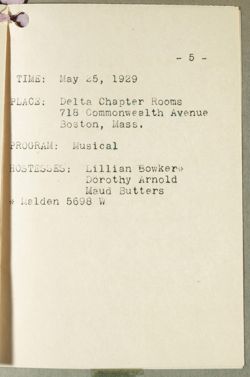 - 5 -
TIME: May 25, 1929
PLACE: Delta Chapter Rooms
718 Commonwealth Avenue
Boston, Mass.
PROGRAM: Musical
HOSTESSES: Lillian Bowker*
Dorothy Arnold
Maud Butters
* Malden 5698 W